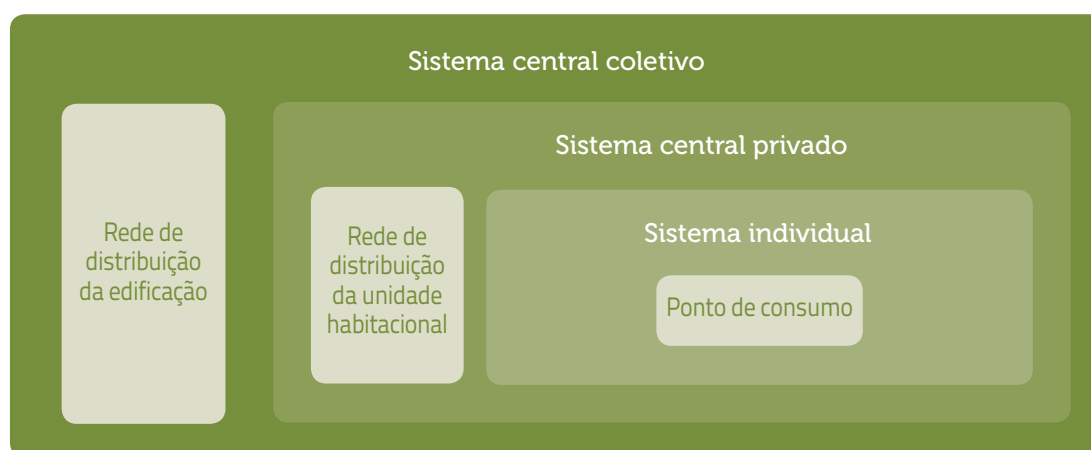 Sistema central coletivo
Sistema central privado
Rede de
distribuição
da edificação
Rede de
distribuição
da unidade
habitacional
Sistema individual
Ponto de consumo